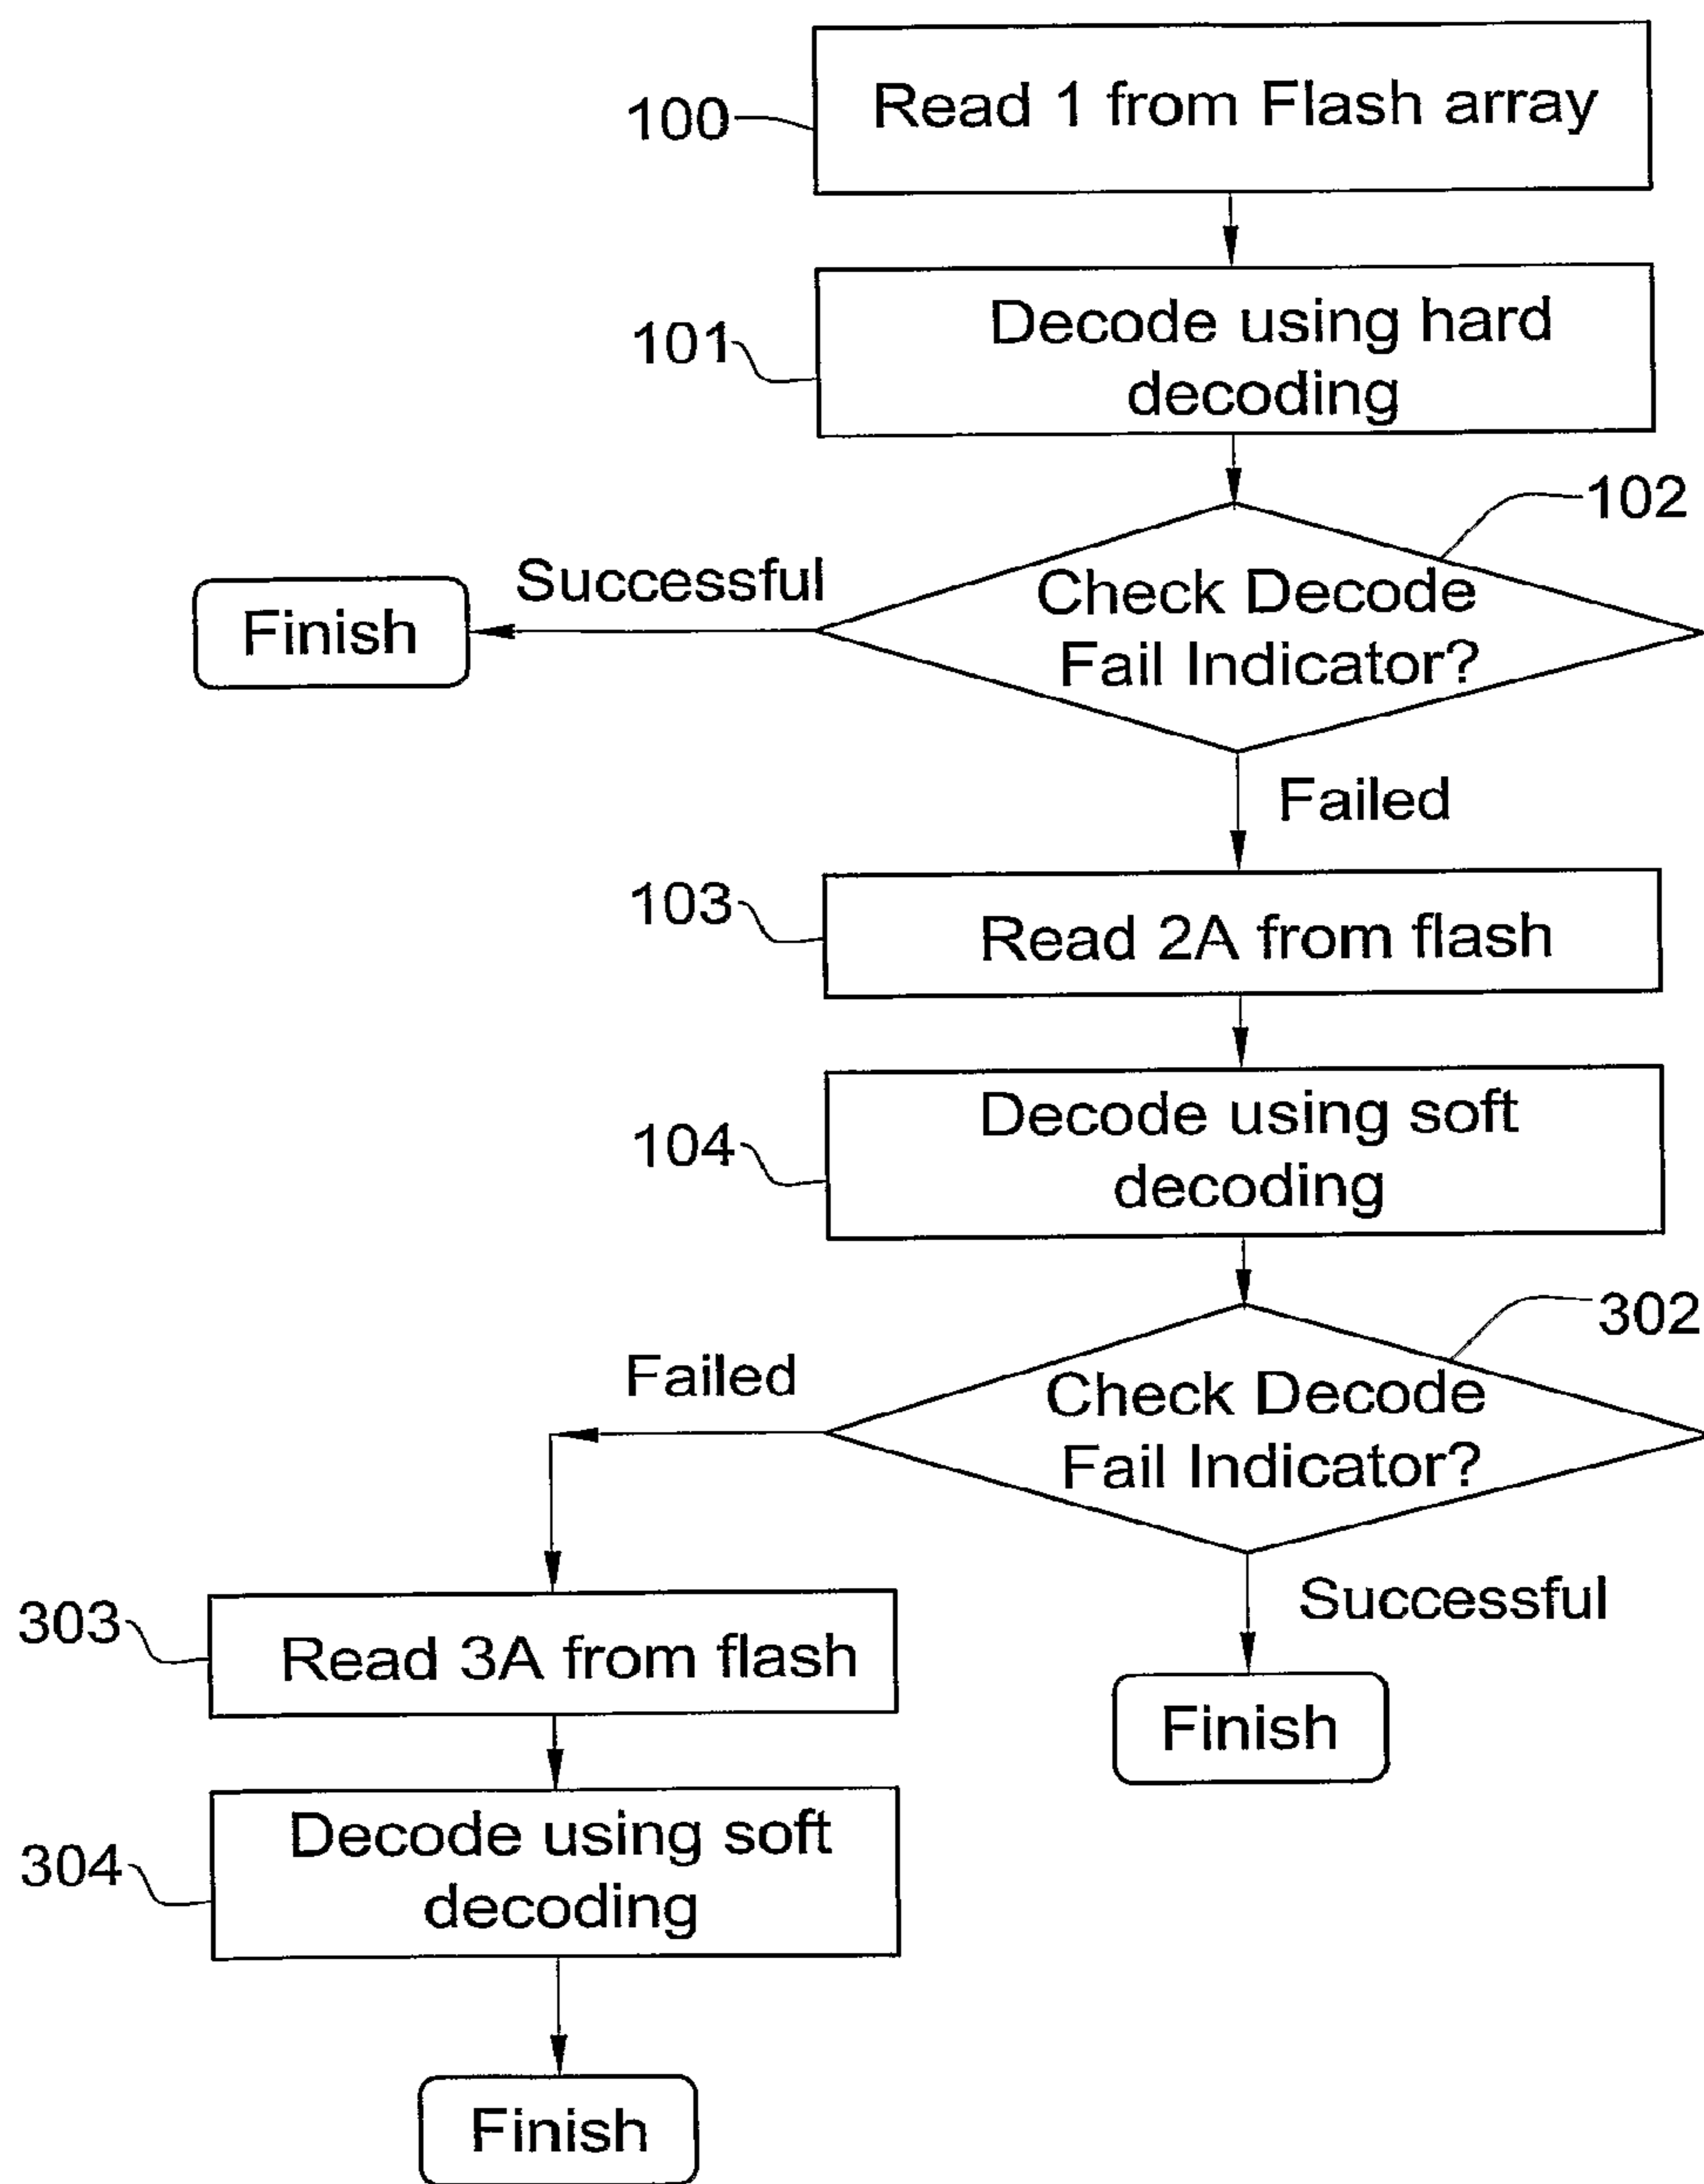 100
Read 1 from Flash array
101
Decode using hard
decoding
102
Successful
Check Decode
Fail Indicator?
Finish
Failed
103
Read 2A from flash
104
Decode using soft
decoding
302
Failed
Check Decode
Fail Indicator?
Successful
303
Read 3A from flash
Finish
304
Decode using soft
decoding
Finish